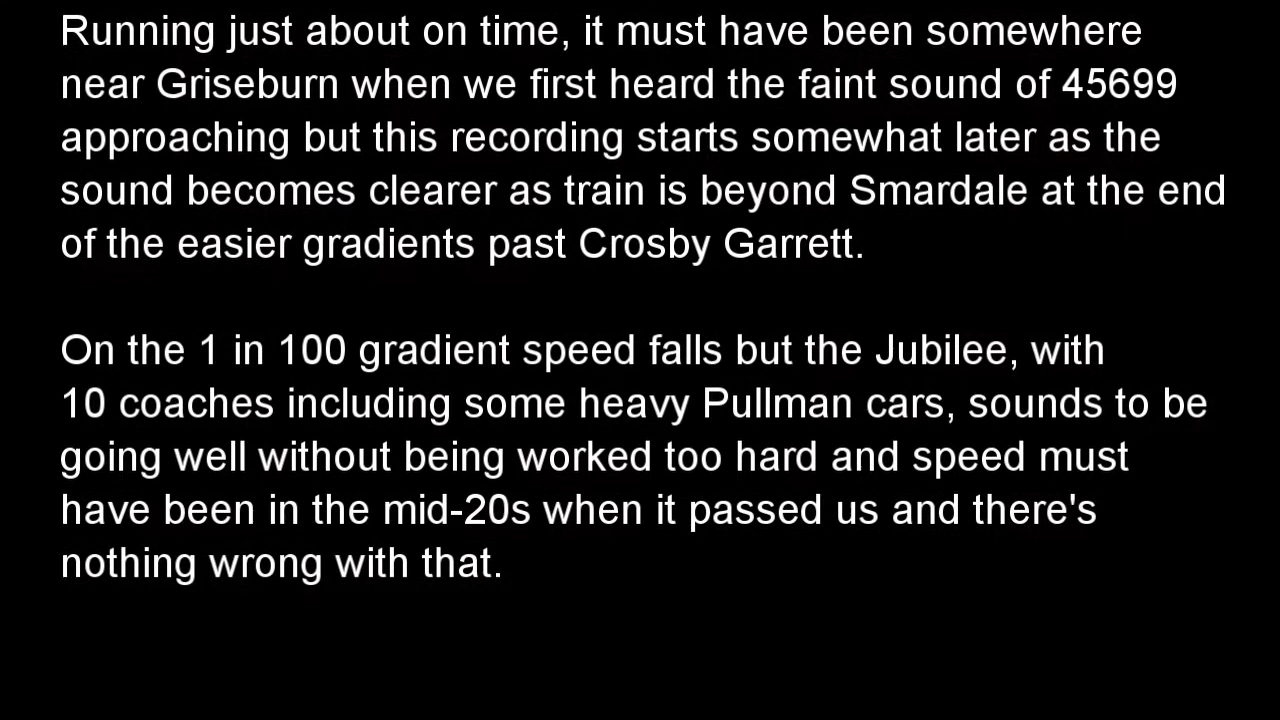 Running just about on time, it must have been somewhere
near Griseburn when we first heard the faint sound of 45699
approaching but this recording starts somewhat later as the
sound becomes clearer as train is beyond Smardale at the end
of the easier gradients past Crosby Garrett.
On the 1 in 100 gradient speed falls but the Jubilee, with
10 coaches including some heavy Pullman cars, sounds to be
going well without being worked too hard and speed must
have been in the mid-20s when it passed us and there's
nothing wrong with that.